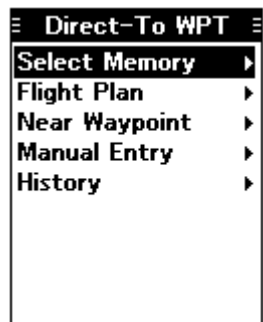 Direct-To WPT
Select Memory
Flight Plan
Near Waypoint
Manual Entry
History